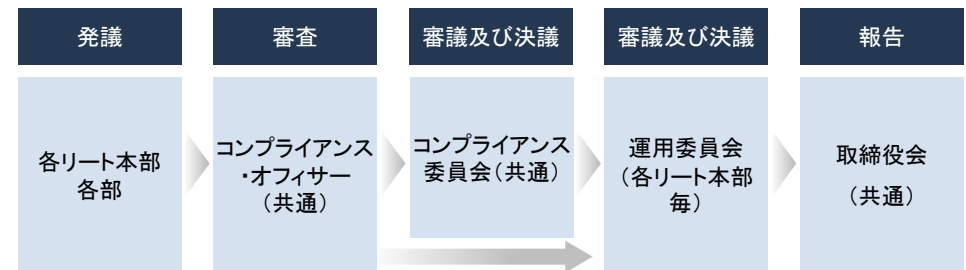 発議
審査
審議及び決議
審議及び決議
報告
各リート本部
各部
コンプライアンス
・オフィサー
（共通）
コンプライアンス
委員会（共通）
運用委員会
（各リート本部
毎）
取締役会
（共通）